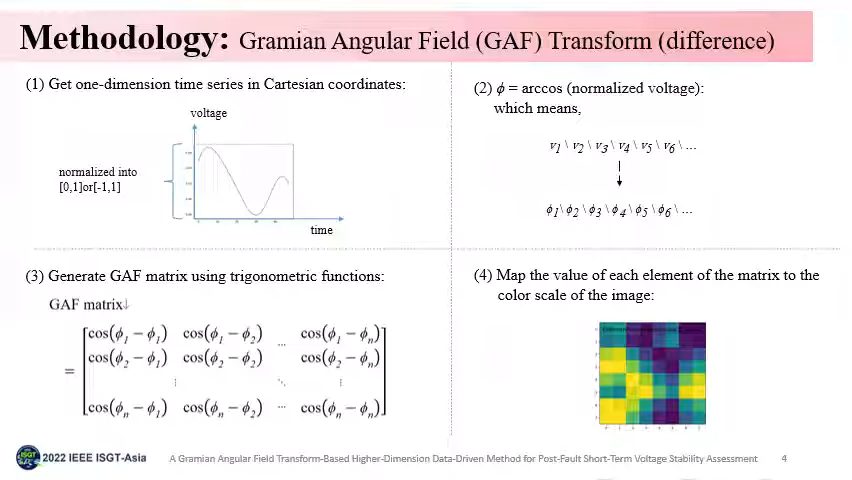 Methodology: Gramian Angular Field (GAF) Transform (difference)
(1) Get one-dimension time series in Cartesian coordinates:
voltage
normalized into
[0,1]or[-1,1]
time
(2) ϕ = arccos (normalized voltage):
which means,
v1 \ v2 \ v3 \ v4 \ v5 \ v6 \ ...
ϕ1\ ϕ2 \ ϕ3 \ ϕ4 \ ϕ5 \ ϕ6 \ ...
(3) Generate GAF matrix using trigonometric functions:
GAF matrix↓
cos(ϕ1 − ϕ1) cos(ϕ1 − ϕ2) ... cos(ϕ1 − ϕn)
= cos(ϕ2 − ϕ1) cos(ϕ2 − ϕ2) cos(ϕ2 − ϕn)
⋮ ⋱ ⋮
cos(ϕn − ϕ1) cos(ϕn − ϕ2) ... cos(ϕn − ϕn)
(4) Map the value of each element of the matrix to the
color scale of the image:
ISGT
2022 IEEE ISGT-Asia
A Gramian Angular Field Transform-Based Higher-Dimension Data-Driven Method for Post-Fault Short-Term Voltage Stability Assessment
4